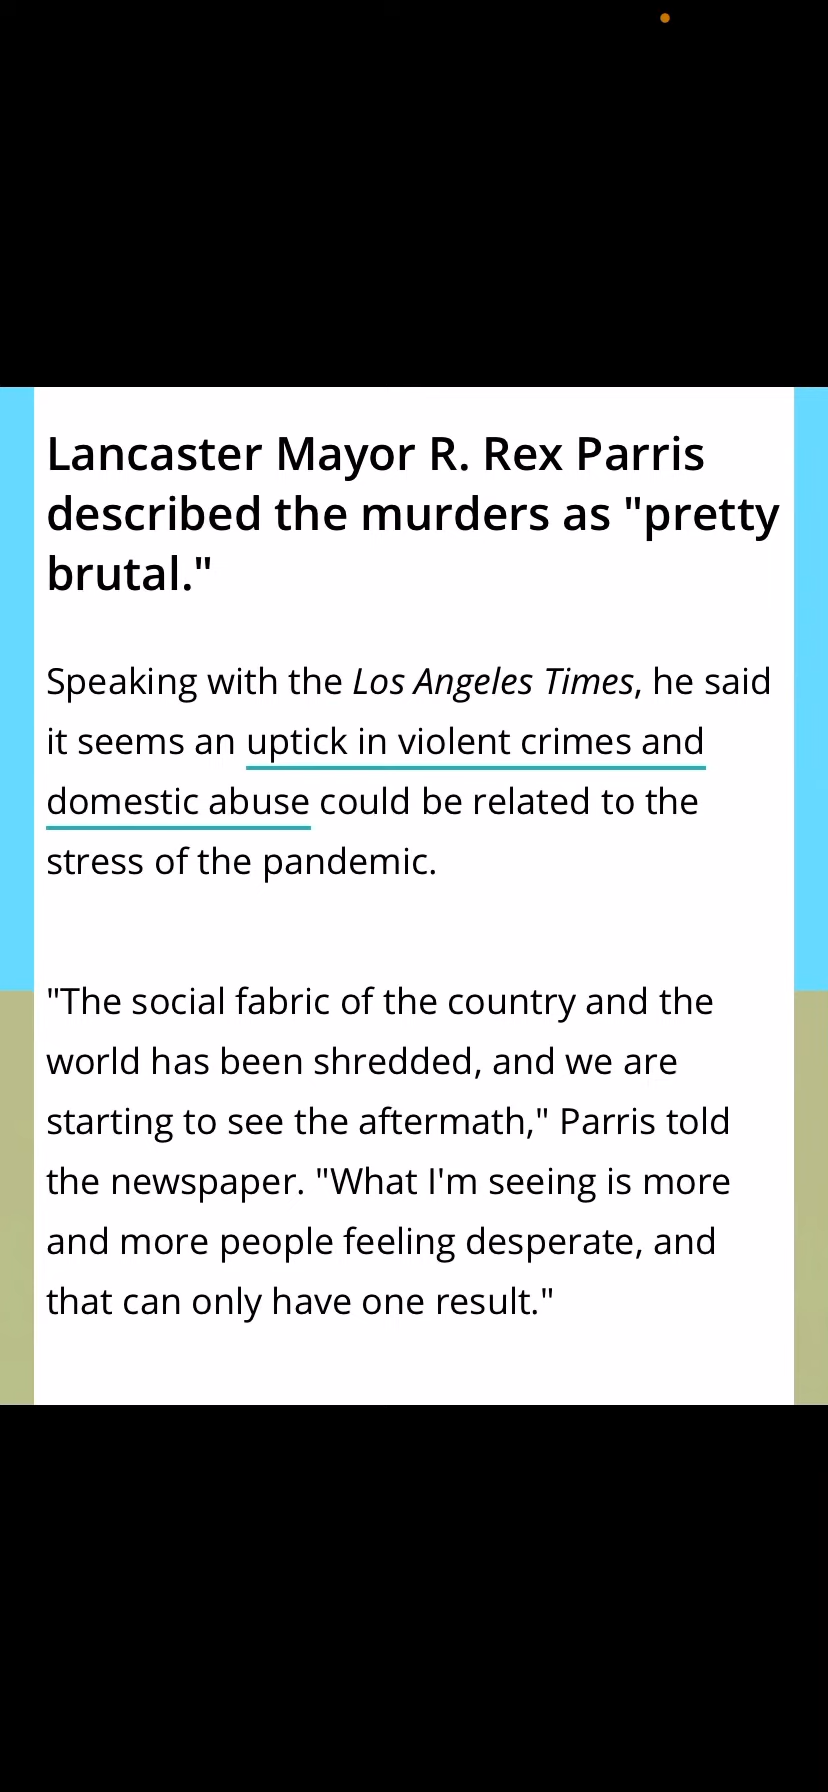 Lancaster Mayor R. Rex Parris
described the murders as "pretty
brutal."
Speaking with the Los Angeles Times, he said
it seems an uptick in violent crimes and
domestic abuse could be related to the
stress of the pandemic.
"The social fabric of the country and the
world has been shredded, and we are
starting to see the aftermath," Parris told
the newspaper. "What I'm seeing is more
and more people feeling desperate, and
that can only have one result."